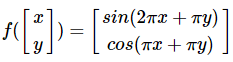 f([x y]) = [sin(2πx + πy) cos(πx + πy)]